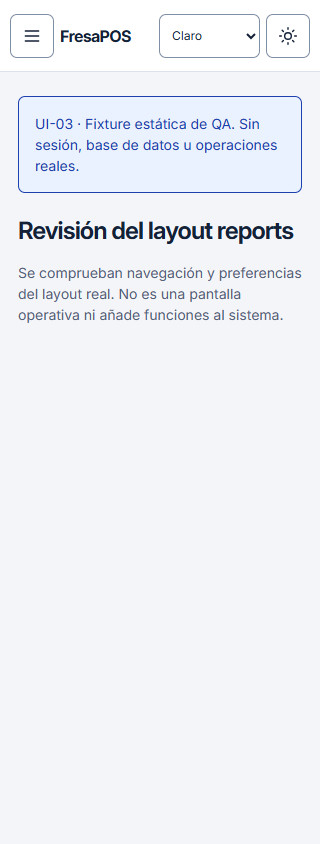 FresaPOS
Claro
UI-03 · Fixture estática de QA. Sin
sesión, base de datos u operaciones
reales.
Revisión del layout reports
Se comprueban navegación y preferencias
del layout real. No es una pantalla
operativa ni añade funciones al sistema.